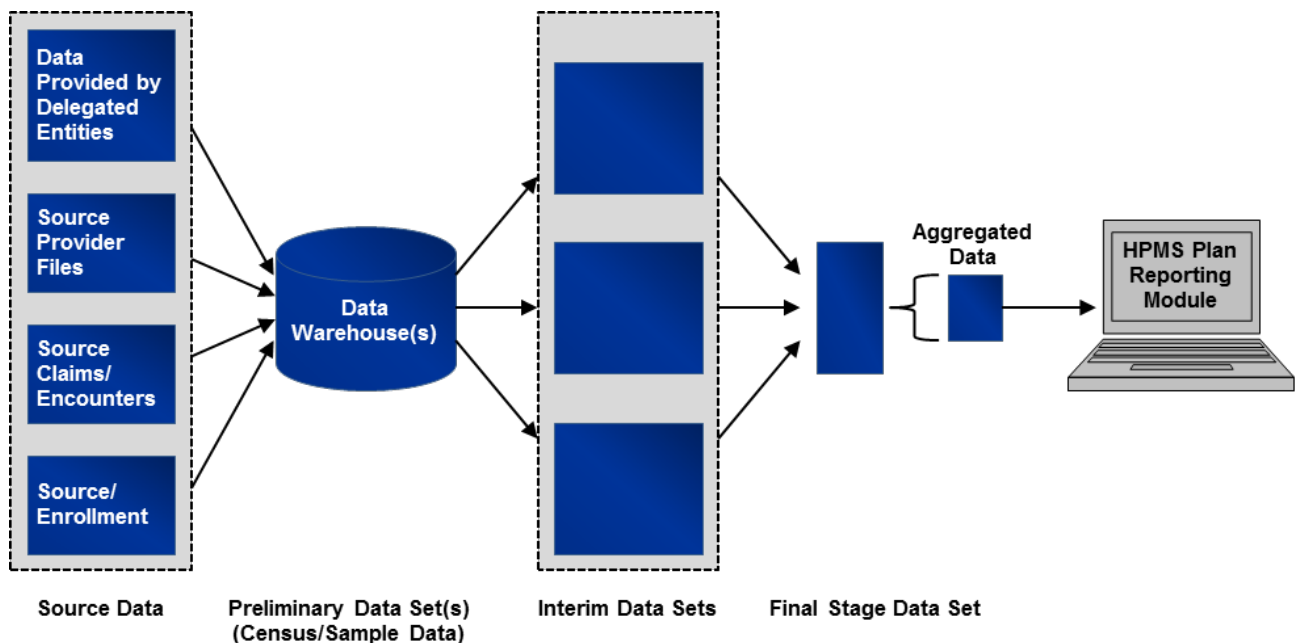 Data
Provided by
Delegated
Entities
Source
Provider
Files
Source
Claims/
Encounters
Source/
Enrollment
Data
Warehouse(s)
Aggregated
Data
HPMS Plan
Reporting
Module
Source Data
Preliminary Data Set(s)
(Census/Sample Data)
Interim Data Sets
Final Stage Data Set